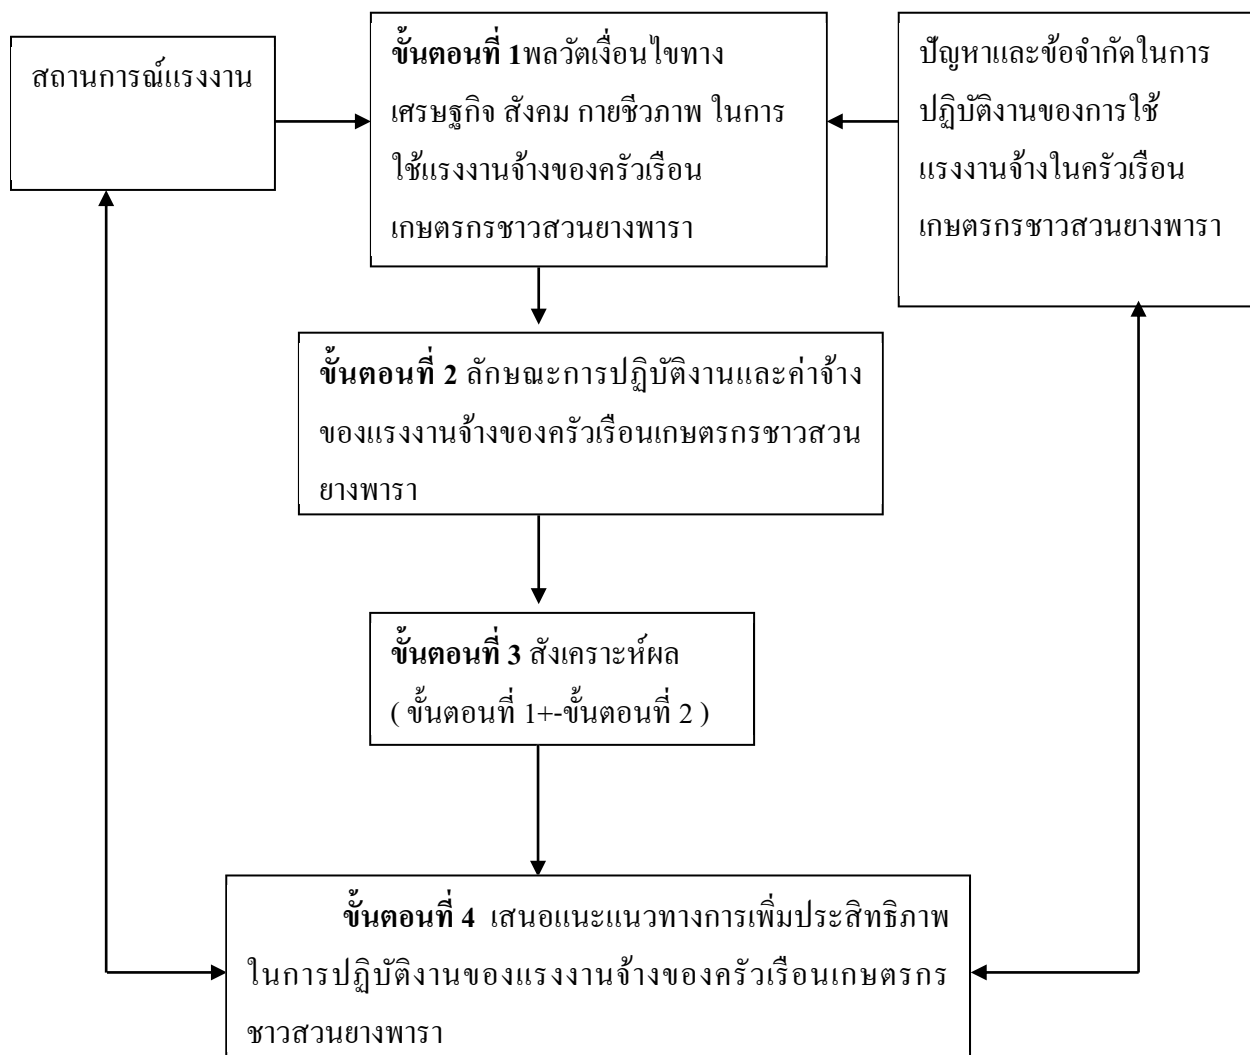 สถานการณ์แรงงาน
ขั้นตอนที่ 1พลวัตเงื่อนไขทาง
เศรษฐกิจ สังคม กายชีวภาพ ในการ
ใช้แรงงานจ้างของครัวเรือน
เกษตรกรชาวสวนยางพารา
ปัญหาและข้อจำกัดในการ
ปฏิบัติงานของการใช้
แรงงานจ้างในครัวเรือน
เกษตรกรชาวสวนยางพารา
ขั้นตอนที่ 2 ลักษณะการปฏิบัติงานและค่าจ้าง
ของแรงงานจ้างของครัวเรือนเกษตรกรชาวสวน
ยางพารา
ขั้นตอนที่ 3 สังเคราะห์ผล
( ขั้นตอนที่ 1+-ขั้นตอนที่ 2 )
ขั้นตอนที่ 4 เสนอแนะแนวทางการเพิ่มประสิทธิภาพ
ในการปฏิบัติงานของแรงงานจ้างของครัวเรือนเกษตรกร
ชาวสวนยางพารา